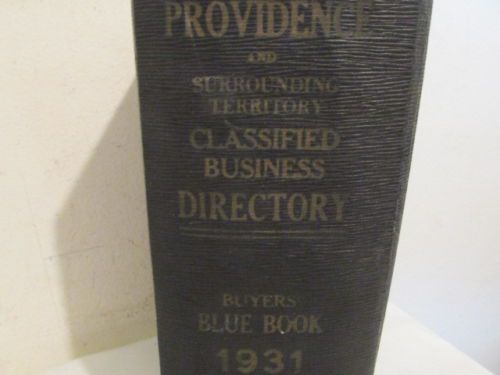 PROVIDENCE
AND
SURROUNDING
TERRITORY
CLASSIFIED
BUSINESS
DIRECTORY
BUYERS'
BLUE BOOK
1931